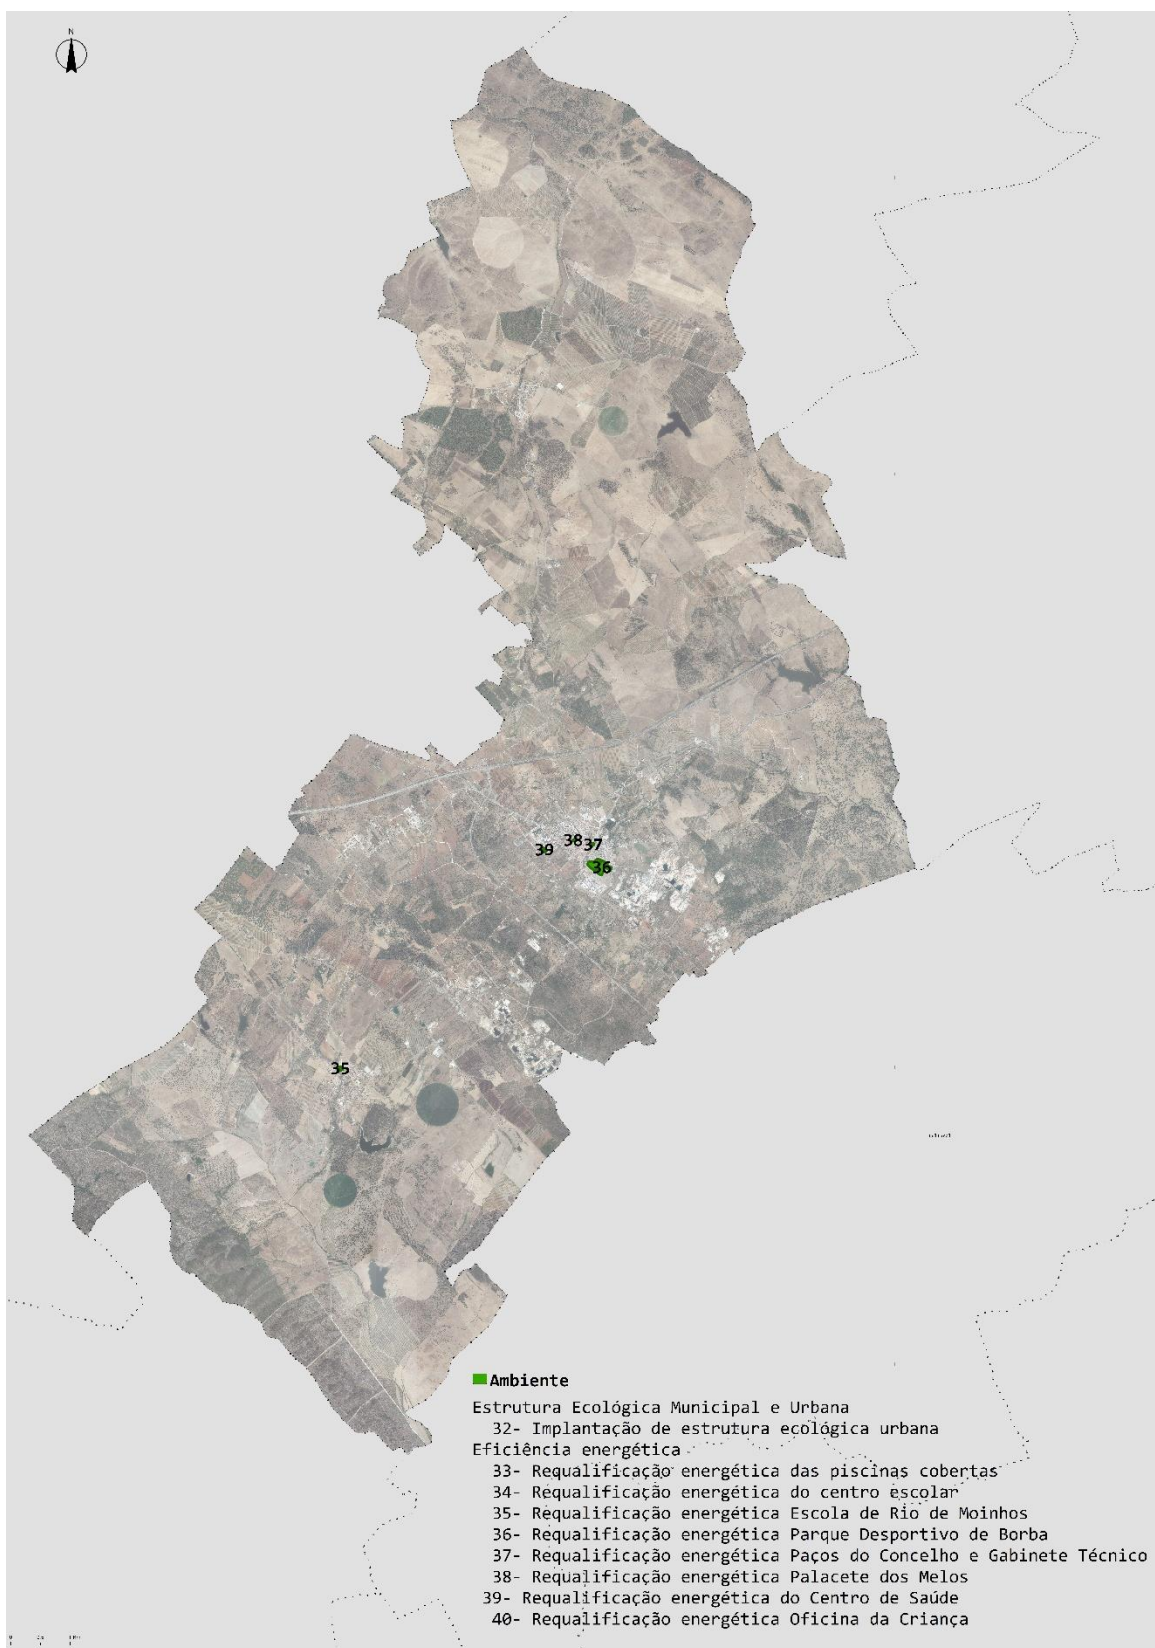 N
38
37
39
36
35
Ambiente
Estrutura Ecológica Municipal e Urbana
32- Implantação de estrutura ecológica urbana
Eficiência energética
33- Requalificação energética das piscinas cobertas
34- Requalificação energética do centro escolar
35- Requalificação energética Escola de Rio de Moinhos
36- Requalificação energética Parque Desportivo de Borba
37- Requalificação energética Paços do Concelho e Gabinete Técnico
38- Requalificação energética Palacete dos Melos
39- Requalificação energética do Centro de Saúde
40- Requalificação energética Oficina da Criança